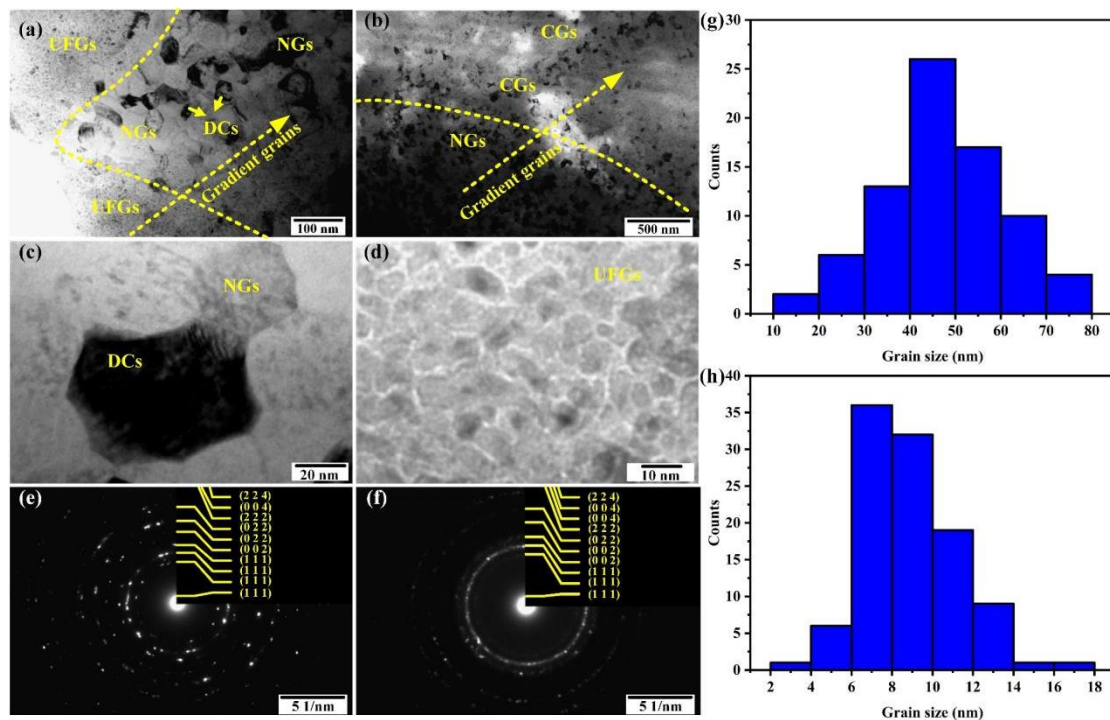 (a)
UFGs
NGs
DCs
NGs
Gradient grains
UFGs
100 nm
(b)
CGs
CGs
NGs
Gradient grains
500 nm
(c)
NGs
DCs
20 nm
(d)
UFGs
10 nm
(e)
(2 2 4)
(0 0 4)
(2 2 2)
(0 2 2)
(0 2 2)
(0 0 2)
(1 1 1)
(1 1 1)
(1 1 1)
(1 1 1)
5 1/nm
(f)
(2 2 4)
(0 0 4)
(0 0 4)
(2 2 2)
(0 2 2)
(0 0 2)
(0 0 2)
(1 1 1)
(1 1 1)
(1 1 1)
5 1/nm
(g)
30
25
20
15
10
5
0
Counts
10 20 30 40 50 60 70 80
Grain size (nm)
(h)
40
35
30
25
20
15
10
5
0
Counts
2 4 6 8 10 12 14 16 18
Grain size (nm)